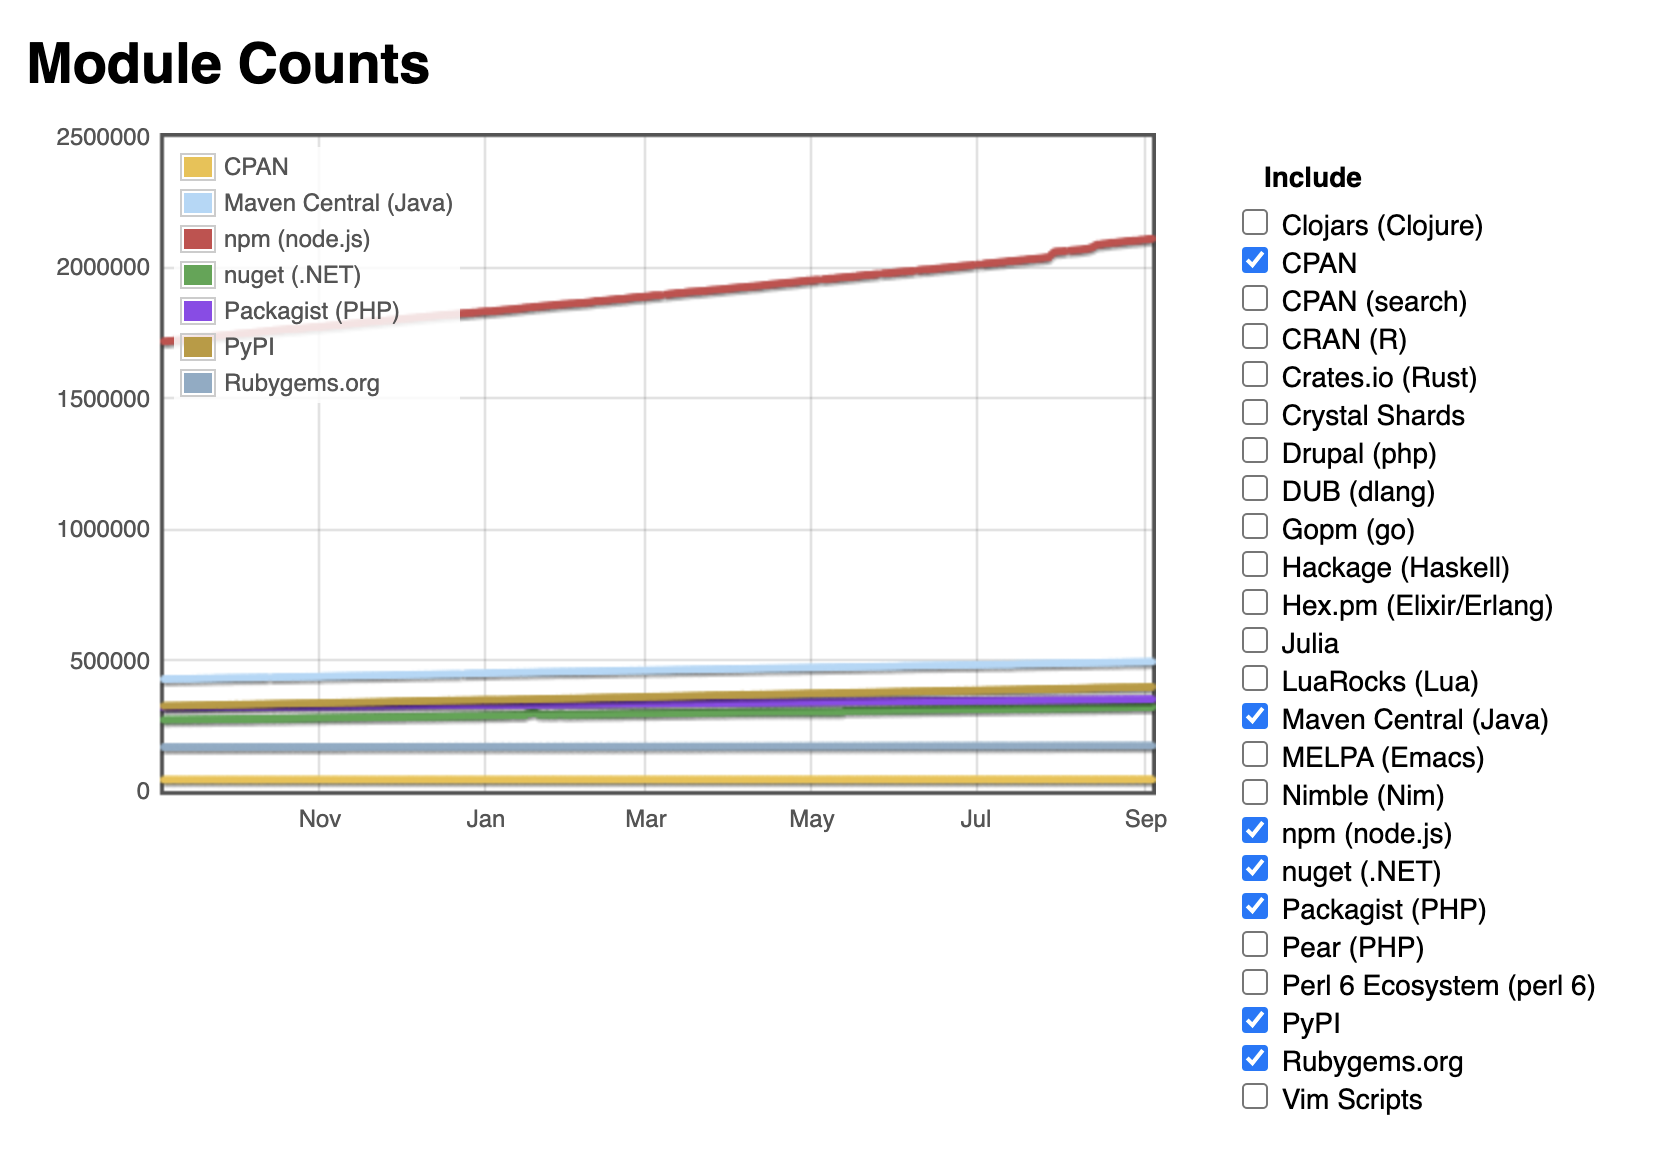 Module Counts
2500000
2000000
1500000
1000000
500000
0
CPAN
Maven Central (Java)
npm (node.js)
nuget (.NET)
Packagist (PHP)
PyPI
Rubygems.org
Nov Jan Mar May Jul Sep
Include
Clojars (Clojure)
CPAN
CPAN (search)
CRAN (R)
Crates.io (Rust)
Crystal Shards
Drupal (php)
DUB (dlang)
Gopm (go)
Hackage (Haskell)
Hex.pm (Elixir/Erlang)
Julia
LuaRocks (Lua)
Maven Central (Java)
MELPA (Emacs)
Nimble (Nim)
npm (node.js)
nuget (.NET)
Packagist (PHP)
Pear (PHP)
Perl 6 Ecosystem (perl 6)
PyPI
Rubygems.org
Vim Scripts